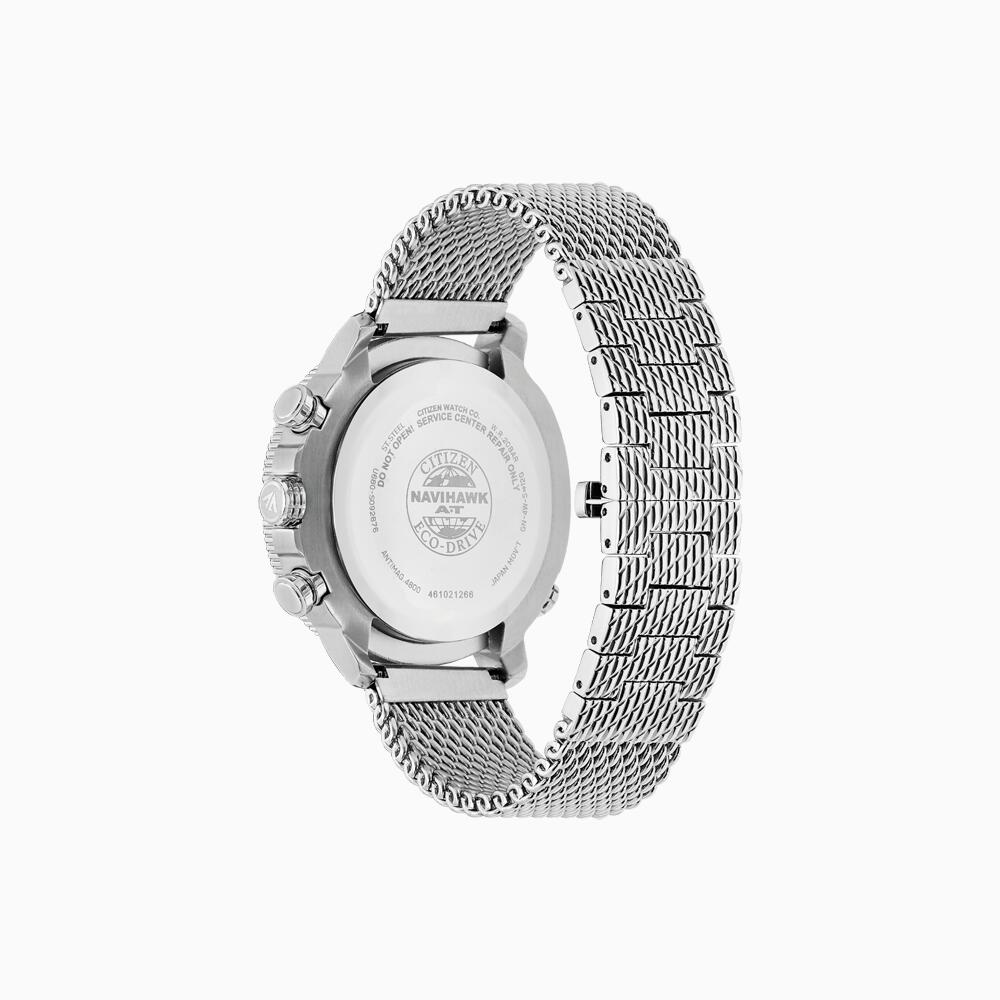 CITIZEN WATCH CO.
ST.STEEL
W.R.20BAR
DO NOT OPEN! SERVICE CENTER REPAIR ONLY
U680-S092876
GN-4W-S-12G
CITIZEN
NAVIHAWK
A·T
ECO-DRIVE
ANTIMAG.4800
461021266
JAPAN MOV'T